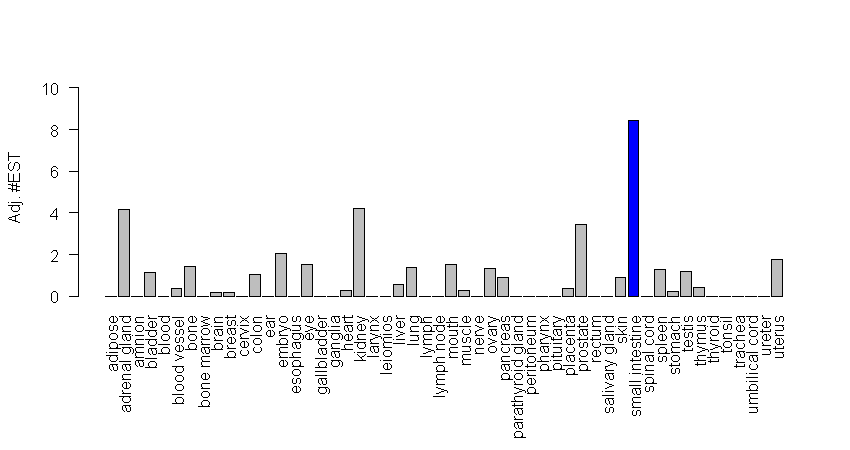 Adj. #EST
10
8
6
4
2
0
adipose
adrenal gland
amnion
bladder
blood
blood vessel
bone
bone marrow
brain
breast
cervix
colon
ear
embryo
esophagus
eye
gallbladder
ganglia
heart
kidney
larynx
leiomios
liver
lung
lymph
lymph node
mouth
muscle
nerve
ovary
pancreas
parathyroid gland
peritoneum
pharynx
pituitary
placenta
prostate
rectum
salivary gland
skin
small intestine
spinal cord
spleen
stomach
testis
thymus
thyroid
tonsil
trachea
umbilical cord
ureter
uterus